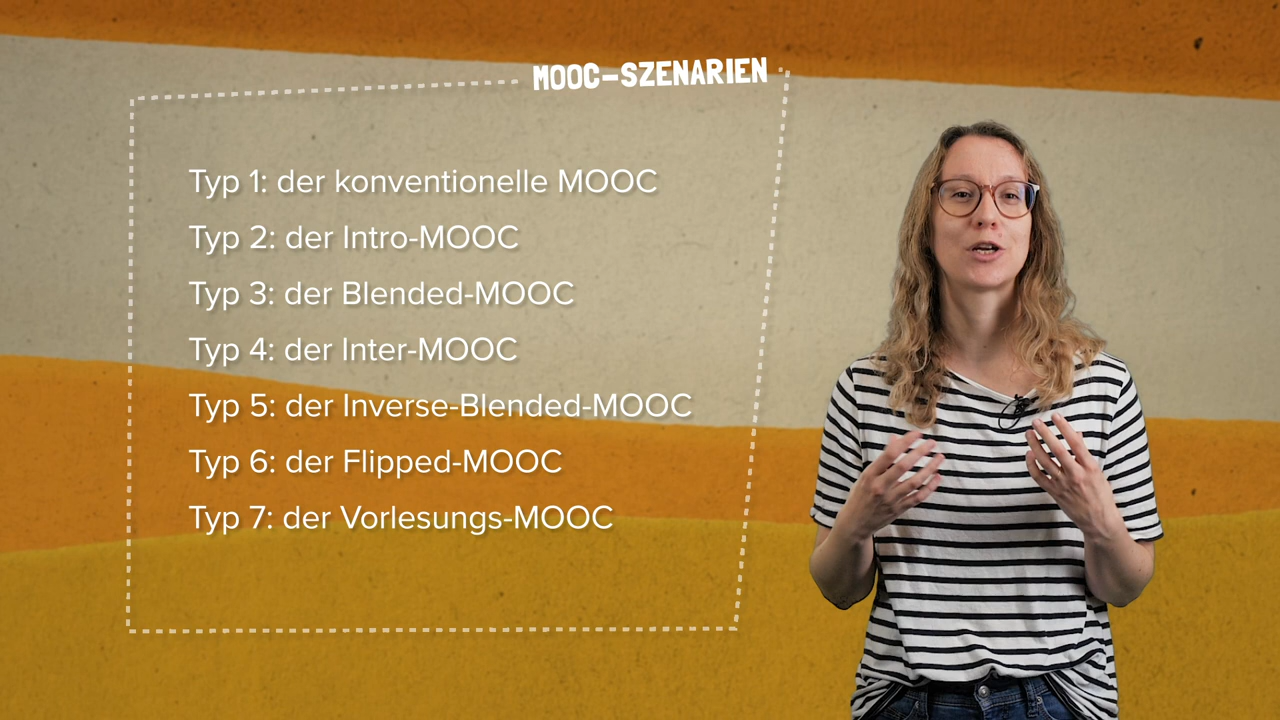 MOOC-SZENARIEN
Typ 1: der konventionelle MOOC
Typ 2: der Intro-MOOC
Typ 3: der Blended-MOOC
Typ 4: der Inter-MOOC
Typ 5: der Inverse-Blended-MOOC
Typ 6: der Flipped-MOOC
Typ 7: der Vorlesungs-MOOC